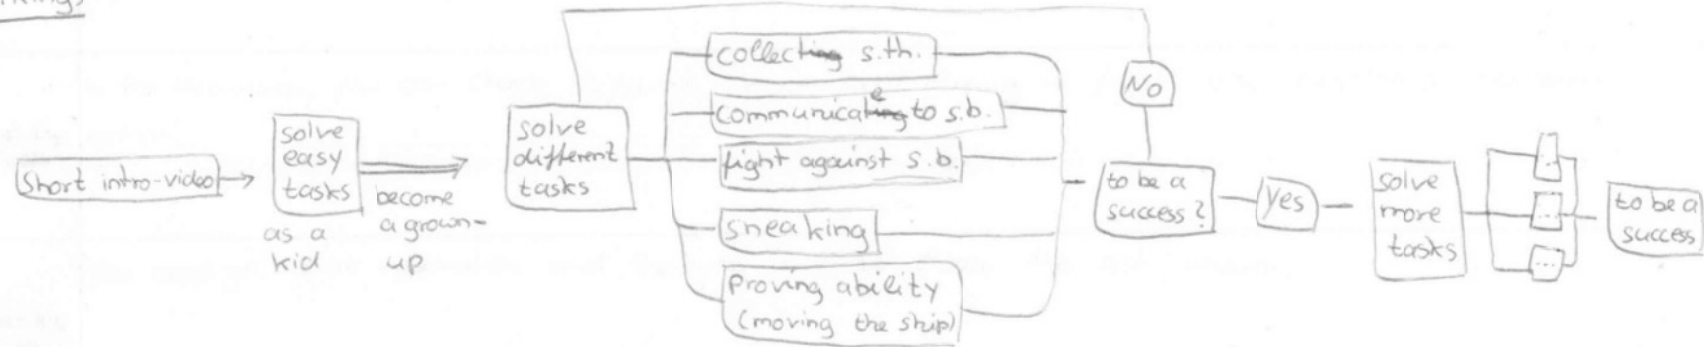 short intro-video
solve
easy
tasks
as a
kid
become
a grown-
up
solve
different
tasks
collect s.th.
communicate to s.b.
fight against s.b.
sneaking
Proving ability
(moving the ship)
No
to be a
success?
yes
solve
more
tasks
...
...
...
to be a
success